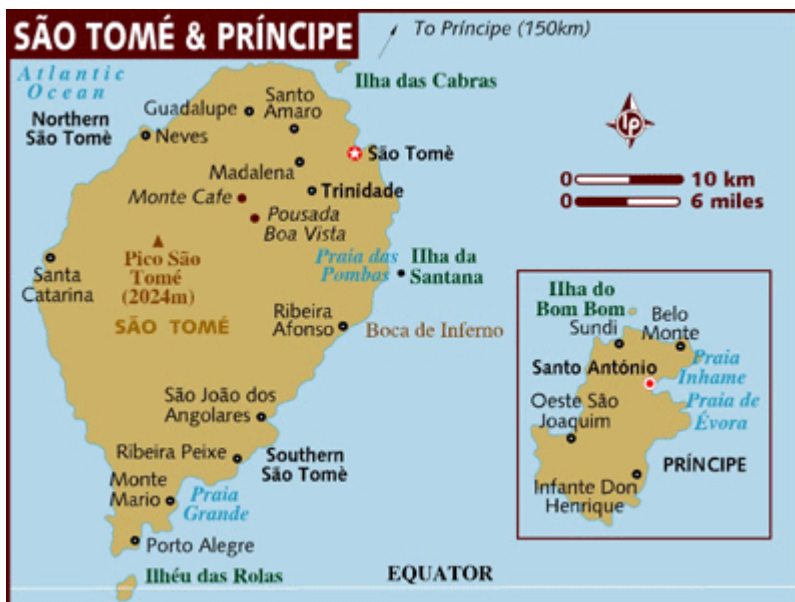 SÃO TOMÉ & PRÍNCIPE
To Príncipe (150km)
Atlantic
Ocean
Ilha das Cabras
Guadalupe
Santo
Amaro
Northern
São Tomè
Neves
São Tomè
lp
Madalena
Trinidade
Monte Cafe
Pousada
Boa Vista
0 10 km
0 6 miles
Praia das
Pombas
Ilha da
Santana
Santa
Catarina
Pico São
Tomé
(2024m)
SÃO TOMÉ
Ribeira
Afonso
Boca de Inferno
Ilha do
Bom Bom
Sundi
Belo
Monte
Santo António
Praia
Inhame
Oeste Sâo
Joaquim
Praia de
Évora
PRÍNCIPE
Infante Don
Henrique
São João dos
Angolares
Ribeira Peixe
Southern
São Tomè
Monte
Mario
Praia
Grande
Porto Alegre
Ilhéu das Rolas
EQUATOR